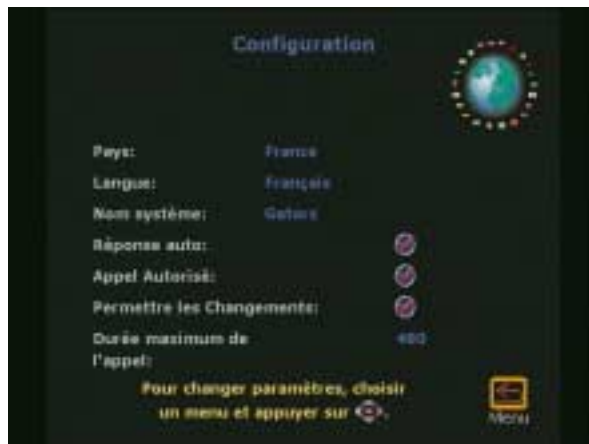 Configuration
Pays: France
Langue: Français
Nom système:
Réponse auto:
Appel Autorisé:
Permettre les Changements:
Durée maximum de 480
l'appel:
Pour changer paramètres, choisir
un menu et appuyer sur .
Menu